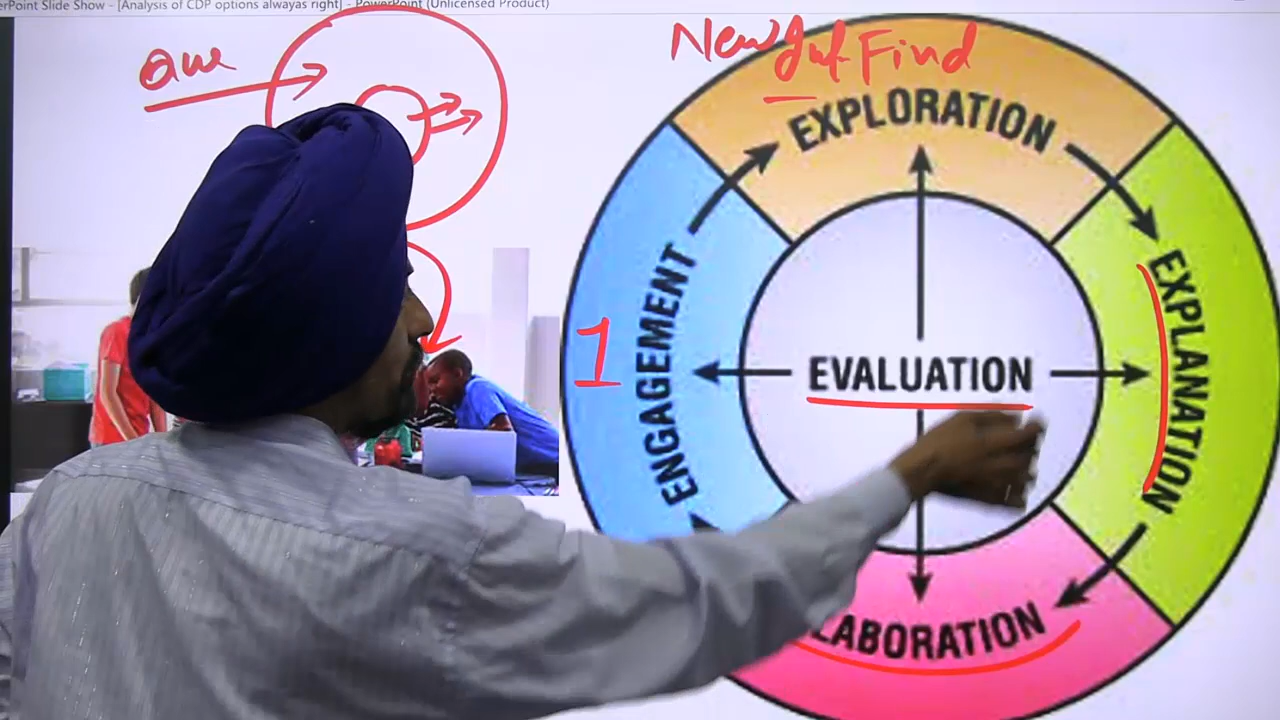 erPoint Slide Show - [Analysis of CDP options alwayas right] - PowerPoint (Unlicensed Product)
New Inf. Find
EXPLORATION
1
ENGAGEMENT
EVALUATION
EXPLANATION
LABORATION